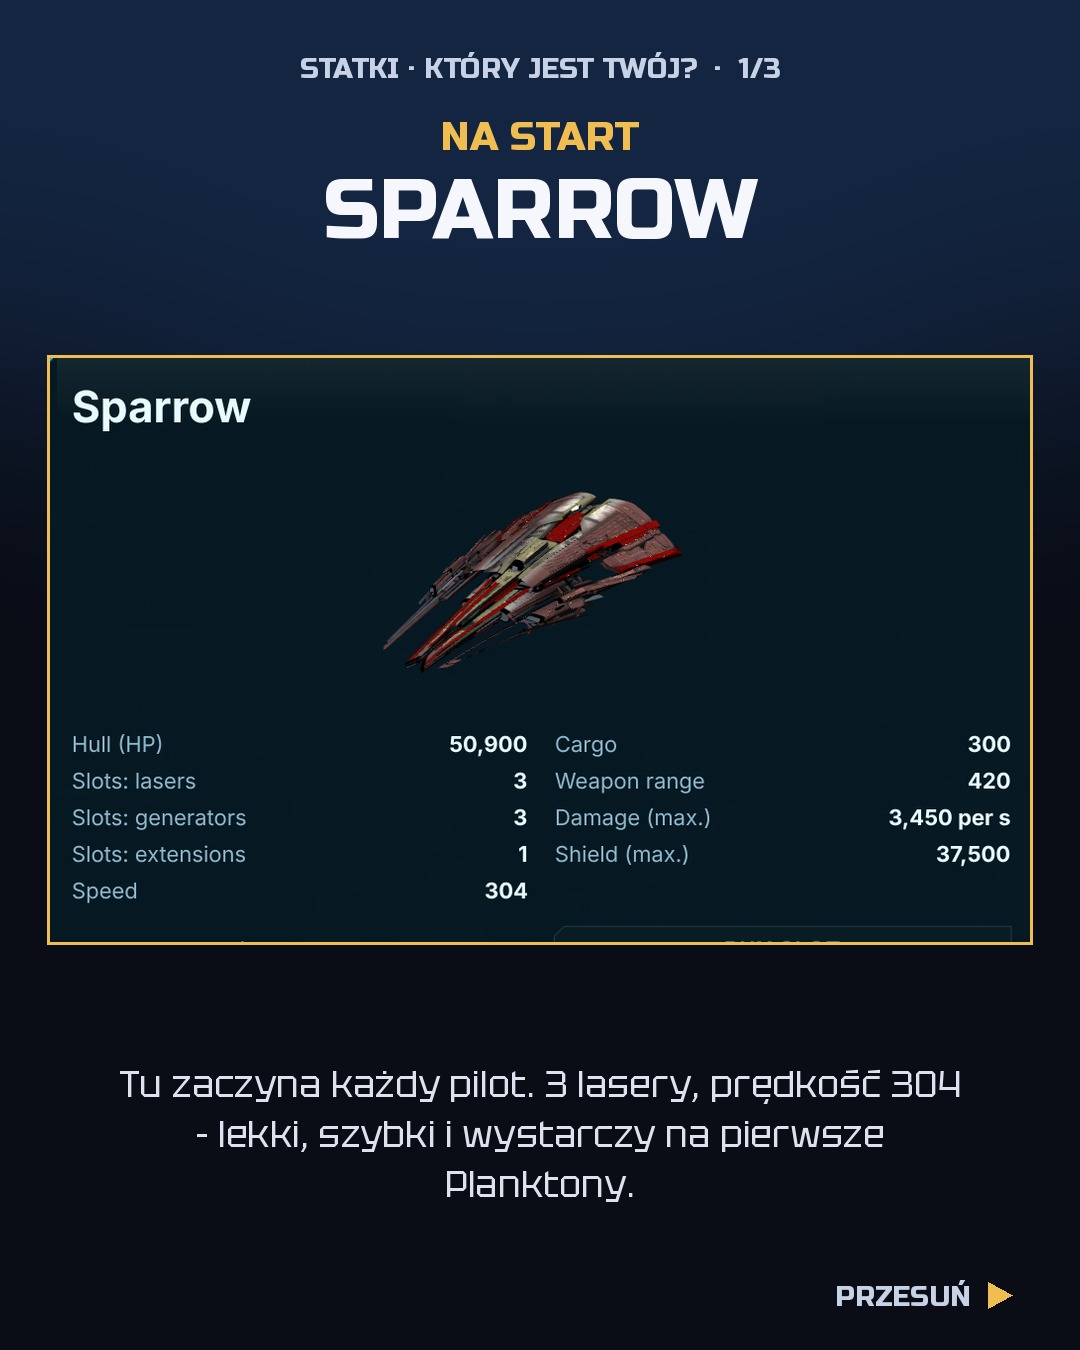 STATKI · KTÓRY JEST TWÓJ? · 1/3
NA START
SPARROW
Sparrow
Hull (HP) 50,900 Cargo 300
Slots: lasers 3 Weapon range 420
Slots: generators 3 Damage (max.) 3,450 per s
Slots: extensions 1 Shield (max.) 37,500
Speed 304
Tu zaczyna każdy pilot. 3 lasery, prędkość 304
- lekki, szybki i wystarczy na pierwsze
Planktony.
PRZESUŃ